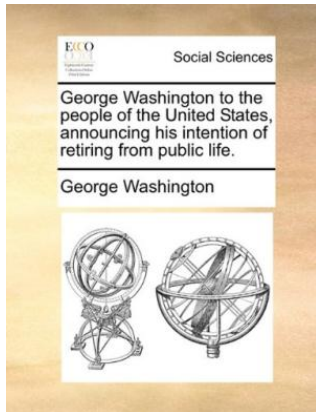 ECCO
Social Sciences
George Washington to the
people of the United States,
announcing his intention of
retiring from public life.
George Washington